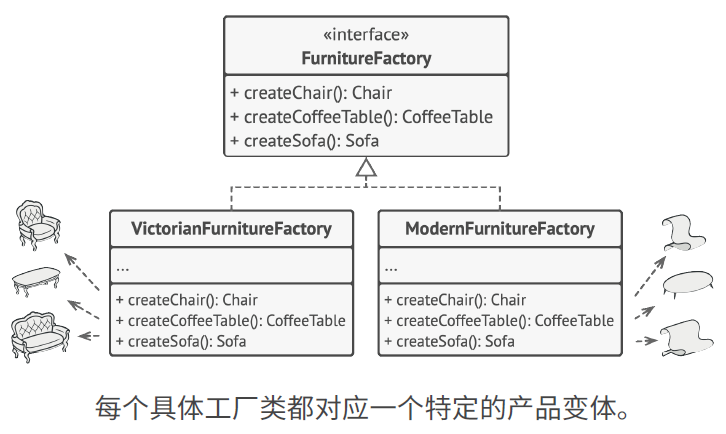 «interface»
FurnitureFactory
+ createChair(): Chair
+ createCoffeeTable(): CoffeeTable
+ createSofa(): Sofa
VictorianFurnitureFactory
...
+ createChair(): Chair
+ createCoffeeTable(): CoffeeTable
+ createSofa(): Sofa
ModernFurnitureFactory
...
+ createChair(): Chair
+ createCoffeeTable(): CoffeeTable
+ createSofa(): Sofa
每个具体工厂类都对应一个特定的产品变体。